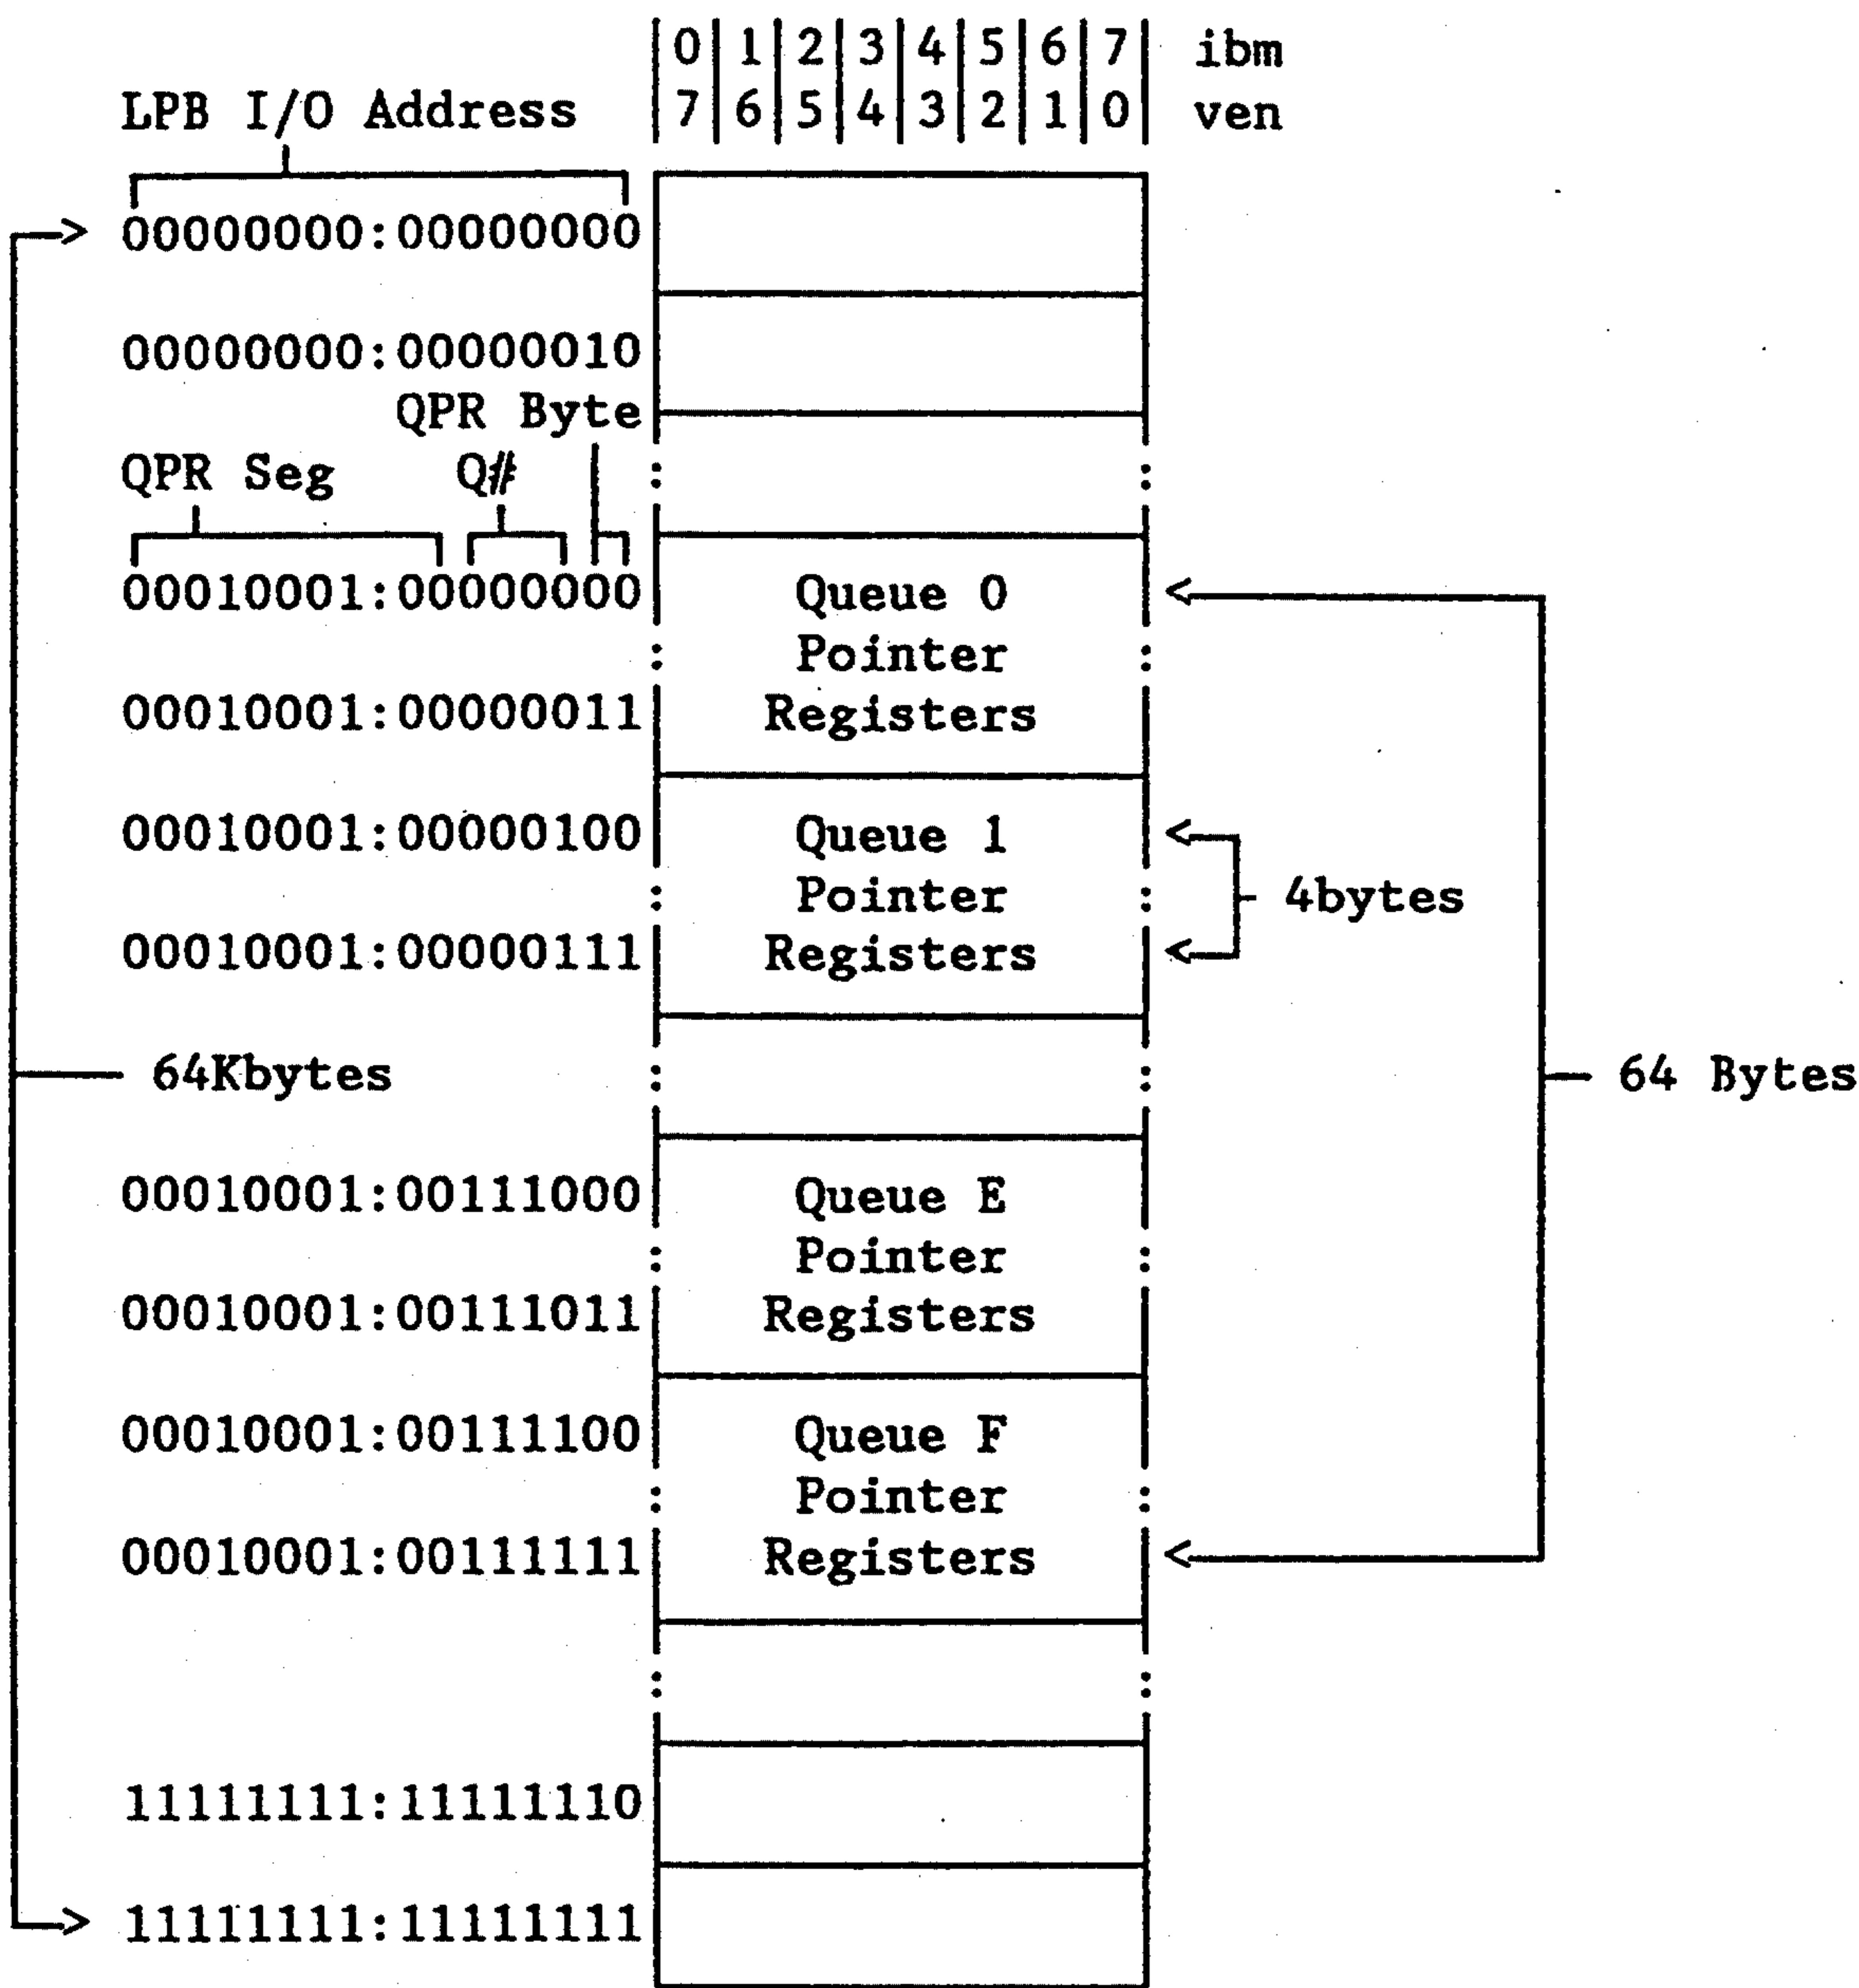 0 1 2 3 4 5 6 7 ibm
LPB I/O Address 7 6 5 4 3 2 1 0 ven
00000000:00000000
00000000:00000010
QPR Byte
QPR Seg Q#
00010001:00000000 Queue 0
Pointer
00010001:00000011 Registers
00010001:00000100 Queue 1
Pointer 4bytes
00010001:00000111 Registers
64Kbytes 64 Bytes
00010001:00111000 Queue E
Pointer
00010001:00111011 Registers
00010001:00111100 Queue F
Pointer
00010001:00111111 Registers
11111111:11111110
11111111:11111111